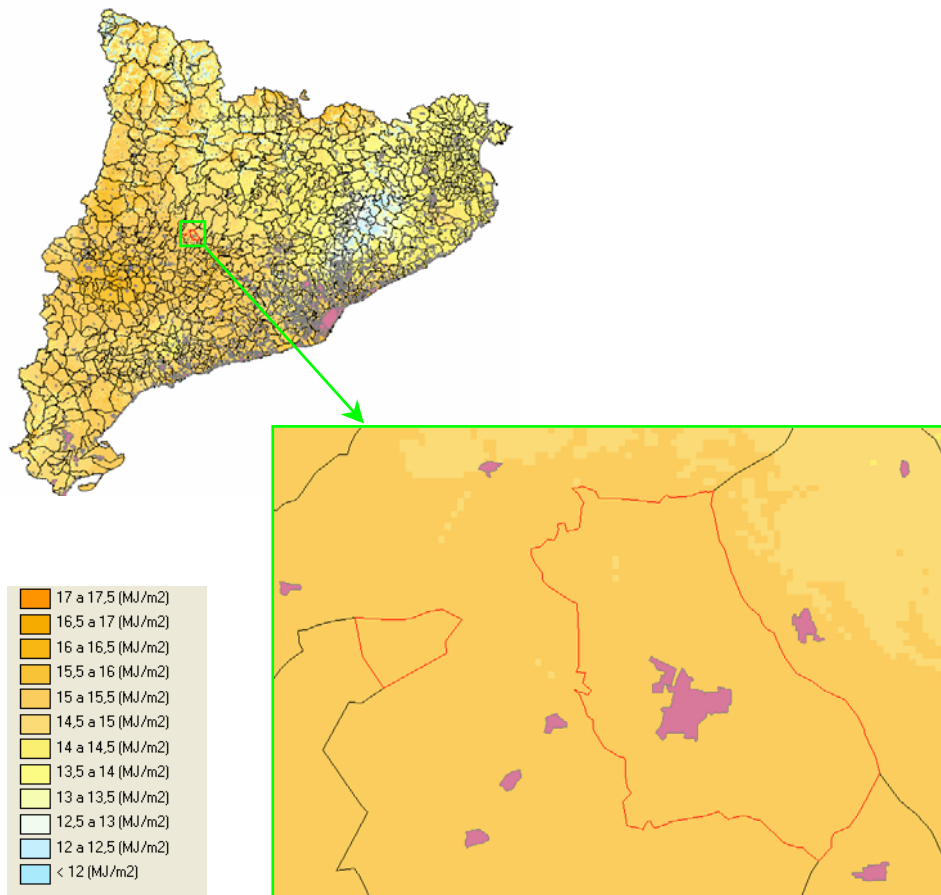 17 a 17,5 (MJ/m2)
16,5 a 17 (MJ/m2)
16 a 16,5 (MJ/m2)
15,5 a 16 (MJ/m2)
15 a 15,5 (MJ/m2)
14,5 a 15 (MJ/m2)
14 a 14,5 (MJ/m2)
13,5 a 14 (MJ/m2)
13 a 13,5 (MJ/m2)
12,5 a 13 (MJ/m2)
12 a 12,5 (MJ/m2)
< 12 (MJ/m2)